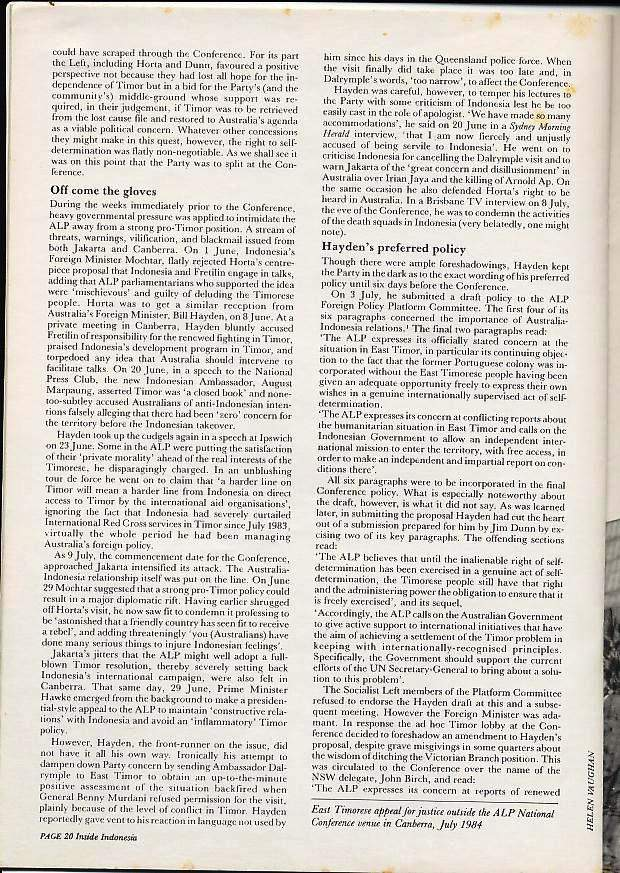 could have scraped through the Conference. For its part
the Left, including Horta and Dunn, favoured a positive
perspective not because they had lost all hope for the in-
dependence of Timor but in a bid for the Party's (and the
community's) middle-ground whose support was re-
quired, in their judgement, if Timor was to be retrieved
from the lost cause file and restored to Australia's agenda
as a viable political concern. Whatever other concessions
they might make in this quest, however, the right to self-
determination was flatly non-negotiable. As we shall see it
was on this point that the Party was to split at the Con-
ference.
Off come the gloves
During the weeks immediately prior to the Conference,
heavy governmental pressure was applied to intimidate the
ALP away from a strong pro-Timor position. A stream of
threats, warnings, vilification, and blackmail issued from
both Jakarta and Canberra. On 1 June, Indonesia's
Foreign Minister Mochtar, flatly rejected Horta's centre-
piece proposal that Indonesia and Fretilin engage in talks,
adding that ALP parliamentarians who supported the idea
were 'mischievous' and guilty of deluding the Timorese
people. Horta was to get a similar reception from
Australia's Foreign Minister, Bill Hayden, on 8 June. At a
private meeting in Canberra, Hayden bluntly accused
Fretilin of responsibility for the renewed fighting in Timor,
praised Indonesia's development program in Timor, and
torpedoed any idea that Australia should intervene to
facilitate talks. On 20 June, in a speech to the National
Press Club, the new Indonesian Ambassador, August
Marpaung, asserted Timor was 'a closed book' and none-
too-subtley accused Australians of anti-Indonesian inten-
tions falsely alleging that there had been 'zero' concern for
the territory before the Indonesian takeover.
Hayden took up the cudgels again in a speech at Ipswich
on 23 June. Some in the ALP were putting the satisfaction
of their 'private morality' ahead of the real interests of the
Timorese, he disparagingly charged. In an unblushing
tour de force he went on to claim that 'a harder line on
Timor will mean a harder line from Indonesia on direct
access to Timor by the international aid organisations',
ignoring the fact that Indonesia had severely curtailed
International Red Cross services in Timor since July 1983,
virtually the whole period he had been managing
Australia's foreign policy.
As 9 July, the commencement date for the Conference,
approached Jakarta intensified its attack. The Australia-
Indonesia relationship itself was put on the line. On June
29 Mochtar suggested that a strong pro-Timor policy could
result in a major diplomatic rift. Having earlier shrugged
off Horta's visit, he now saw fit to condemn it professing to
be 'astonished that a friendly country has seen fit to receive
a rebel', and adding threateningly 'you (Australians) have
done many serious things to injure Indonesian feelings'.
Jakarta's jitters that the ALP might well adopt a full-
blown Timor resolution, thereby severely setting back
Indonesia's international campaign, were also felt in
Canberra. That same day, 29 June, Prime Minister
Hawke emerged from the background to make a presiden-
tial-style appeal to the ALP to maintain 'constructive rela-
tions' with Indonesia and avoid an 'inflammatory' Timor
policy.
However, Hayden, the front-runner on the issue, did
not have it all his own way. Ironically his attempt to
dampen down Party concern by sending Ambassador Dal-
rymple to East Timor to obtain an up-to-the-minute
positive assessment of the situation backfired when
General Benny Murdani refused permission for the visit,
plainly because of the level of conflict in Timor. Hayden
reportedly gave vent to his reaction in language not used by
PAGE 20 Inside Indonesia
him since his days in the Queensland police force. When
the visit finally did take place it was too late and, in
Dalrymple's words, 'too narrow', to affect the Conference.
Hayden was careful, however, to temper his lectures to
the Party with some criticism of Indonesia lest he be too
easily cast in the role of apologist. 'We have made so many
accommodations', he said on 20 June in a Sydney Morning
Herald interview, 'that I am now fiercely and unjustly
accused of being servile to Indonesia'. He went on to
criticise Indonesia for cancelling the Dalrymple visit and to
warn Jakarta of the 'great concern and disillusionment' in
Australia over Irian Jaya and the killing of Arnold Ap. On
the same occasion he also defended Horta's right to be
heard in Australia. In a Brisbane TV interview on 8 July,
the eve of the Conference, he was to condemn the activities
of the death squads in Indonesia (very belatedly, one might
note).
Hayden's preferred policy
Though there were ample foreshadowings, Hayden kept
the Party in the dark as to the exact wording of his preferred
policy until six days before the Conference.
On 3 July, he submitted a draft policy to the ALP
Foreign Policy Platform Committee. The first four of its
six paragraphs concerned the importance of Australia-
Indonesia relations.¹ The final two paragraphs read:
'The ALP expresses its officially stated concern at the
situation in East Timor, in particular its continuing objec-
tion to the fact that the former Portuguese colony was in-
corporated without the East Timorese people having been
given an adequate opportunity freely to express their own
wishes in a genuine internationally supervised act of self-
determination.
'The ALP expresses its concern at conflicting reports about
the humanitarian situation in East Timor and calls on the
Indonesian Government to allow an independent inter-
national mission to enter the territory, with free access, in
order to make an independent and impartial report on con-
ditions there'.
All six paragraphs were to be incorporated in the final
Conference policy. What is especially noteworthy about
the draft, however, is what it did not say. As was learned
later, in submitting the proposal Hayden had cut the heart
out of a submission prepared for him by Jim Dunn by ex-
cising two of its key paragraphs. The offending sections
read:
'The ALP believes that until the inalienable right of self-
determination has been exercised in a genuine act of self-
determination, the Timorese people still have that right
and the administering power the obligation to ensure that it
is freely exercised', and its sequel,
'Accordingly, the ALP calls on the Australian Government
to give active support to international initiatives that have
the aim of achieving a settlement of the Timor problem in
keeping with internationally-recognised principles.
Specifically, the Government should support the current
efforts of the UN Secretary-General to bring about a solu-
tion to this problem'.
The Socialist Left members of the Platform Committee
refused to endorse the Hayden draft at this and a subse-
quent meeting. However the Foreign Minister was ada-
mant. In response the ad hoc Timor lobby at the Con-
ference decided to foreshadow an amendment to Hayden's
proposal, despite grave misgivings in some quarters about
the wisdom of ditching the Victorian Branch position. This
was circulated to the Conference over the name of the
NSW delegate, John Birch, and read:
'The ALP expresses its concern at reports of renewed
East Timorese appeal for justice outside the ALP National
Conference venue in Canberra, July 1984
HELEN VAUGHAN